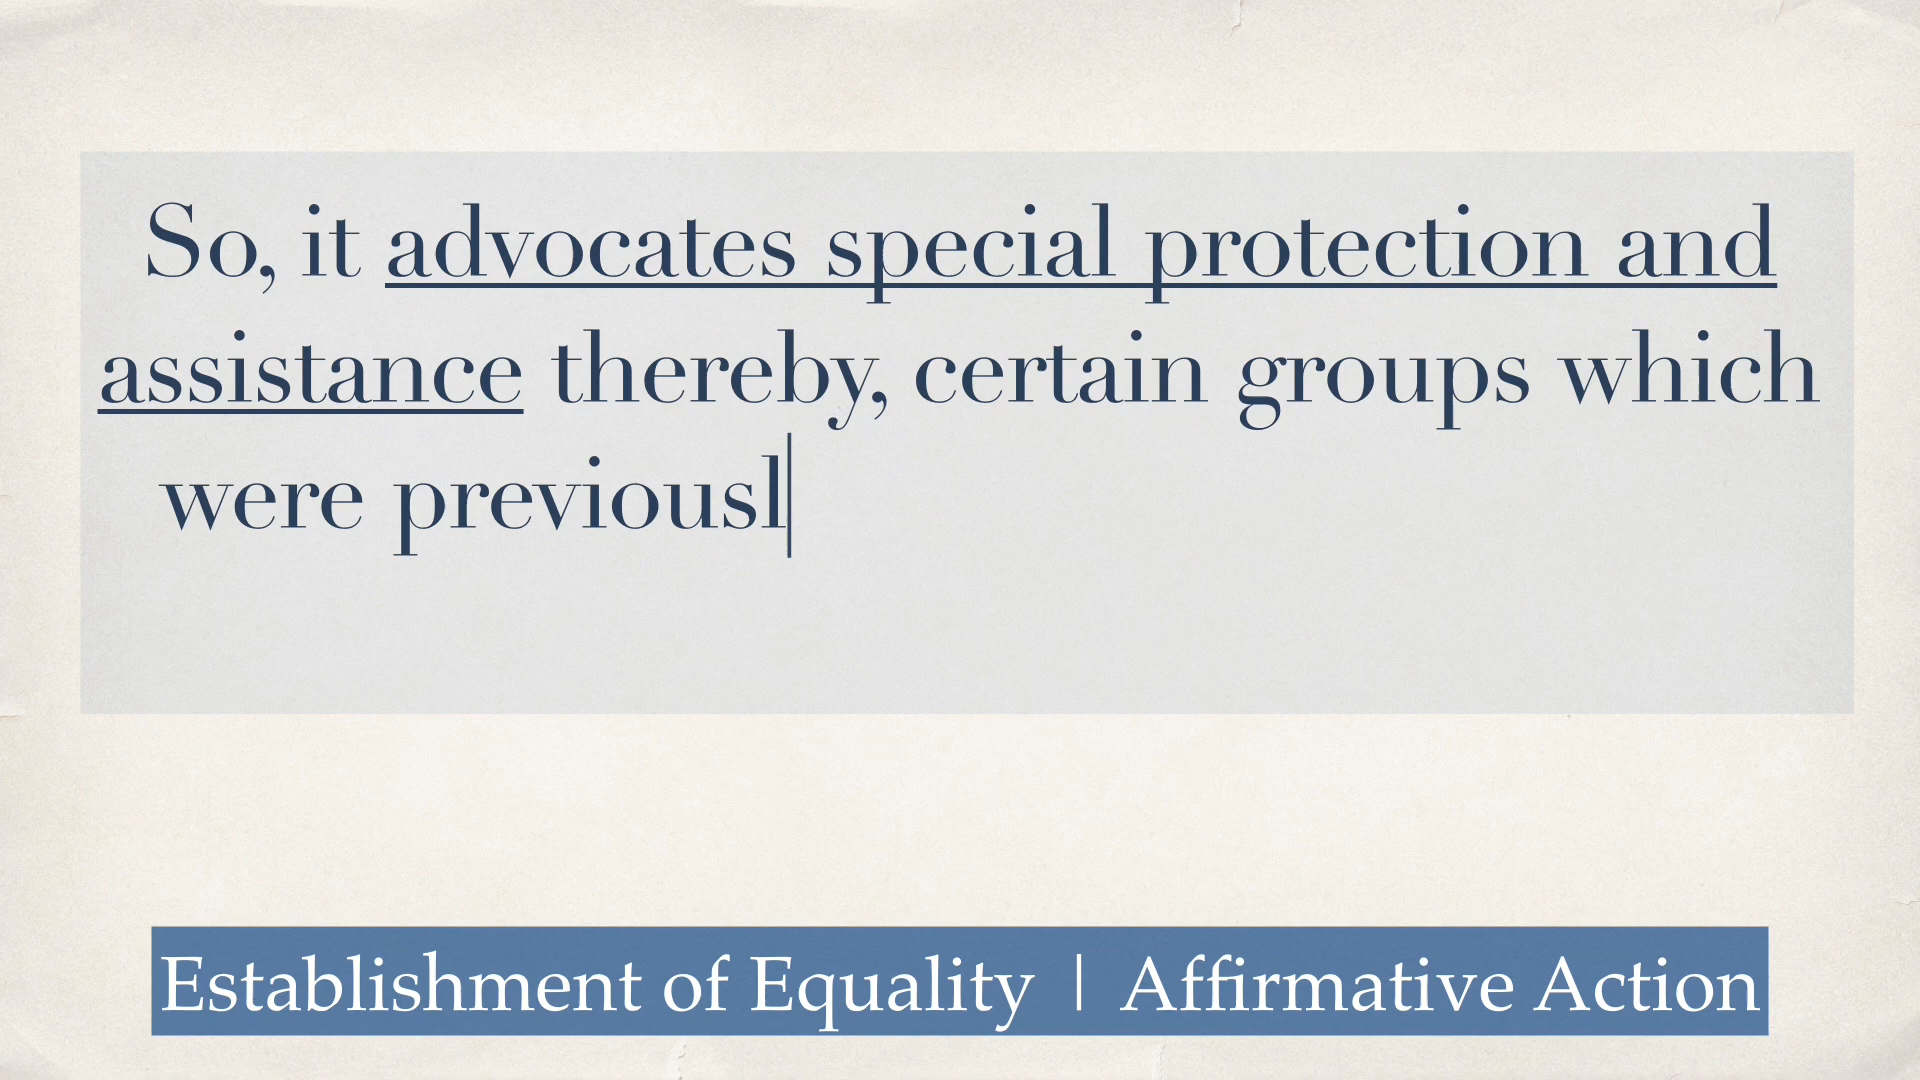 So, it advocates special protection and
assistance thereby, certain groups which
were previousl
Establishment of Equality | Affirmative Action